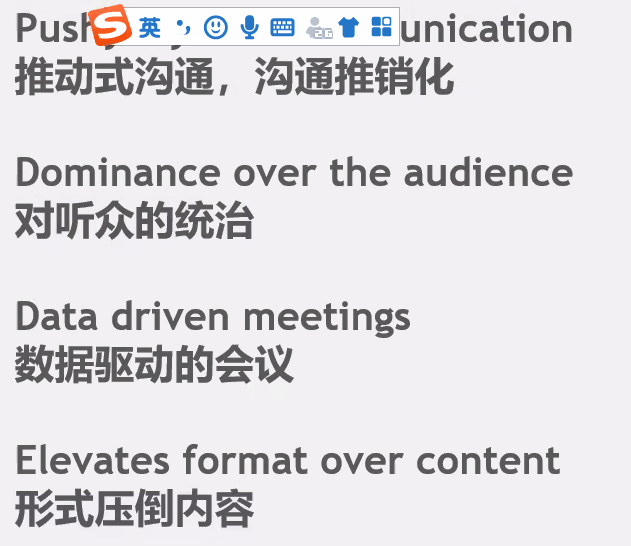 Push unication
英
推动式沟通，沟通推销化
Dominance over the audience
对听众的统治
Data driven meetings
数据驱动的会议
Elevates format over content
形式压倒内容